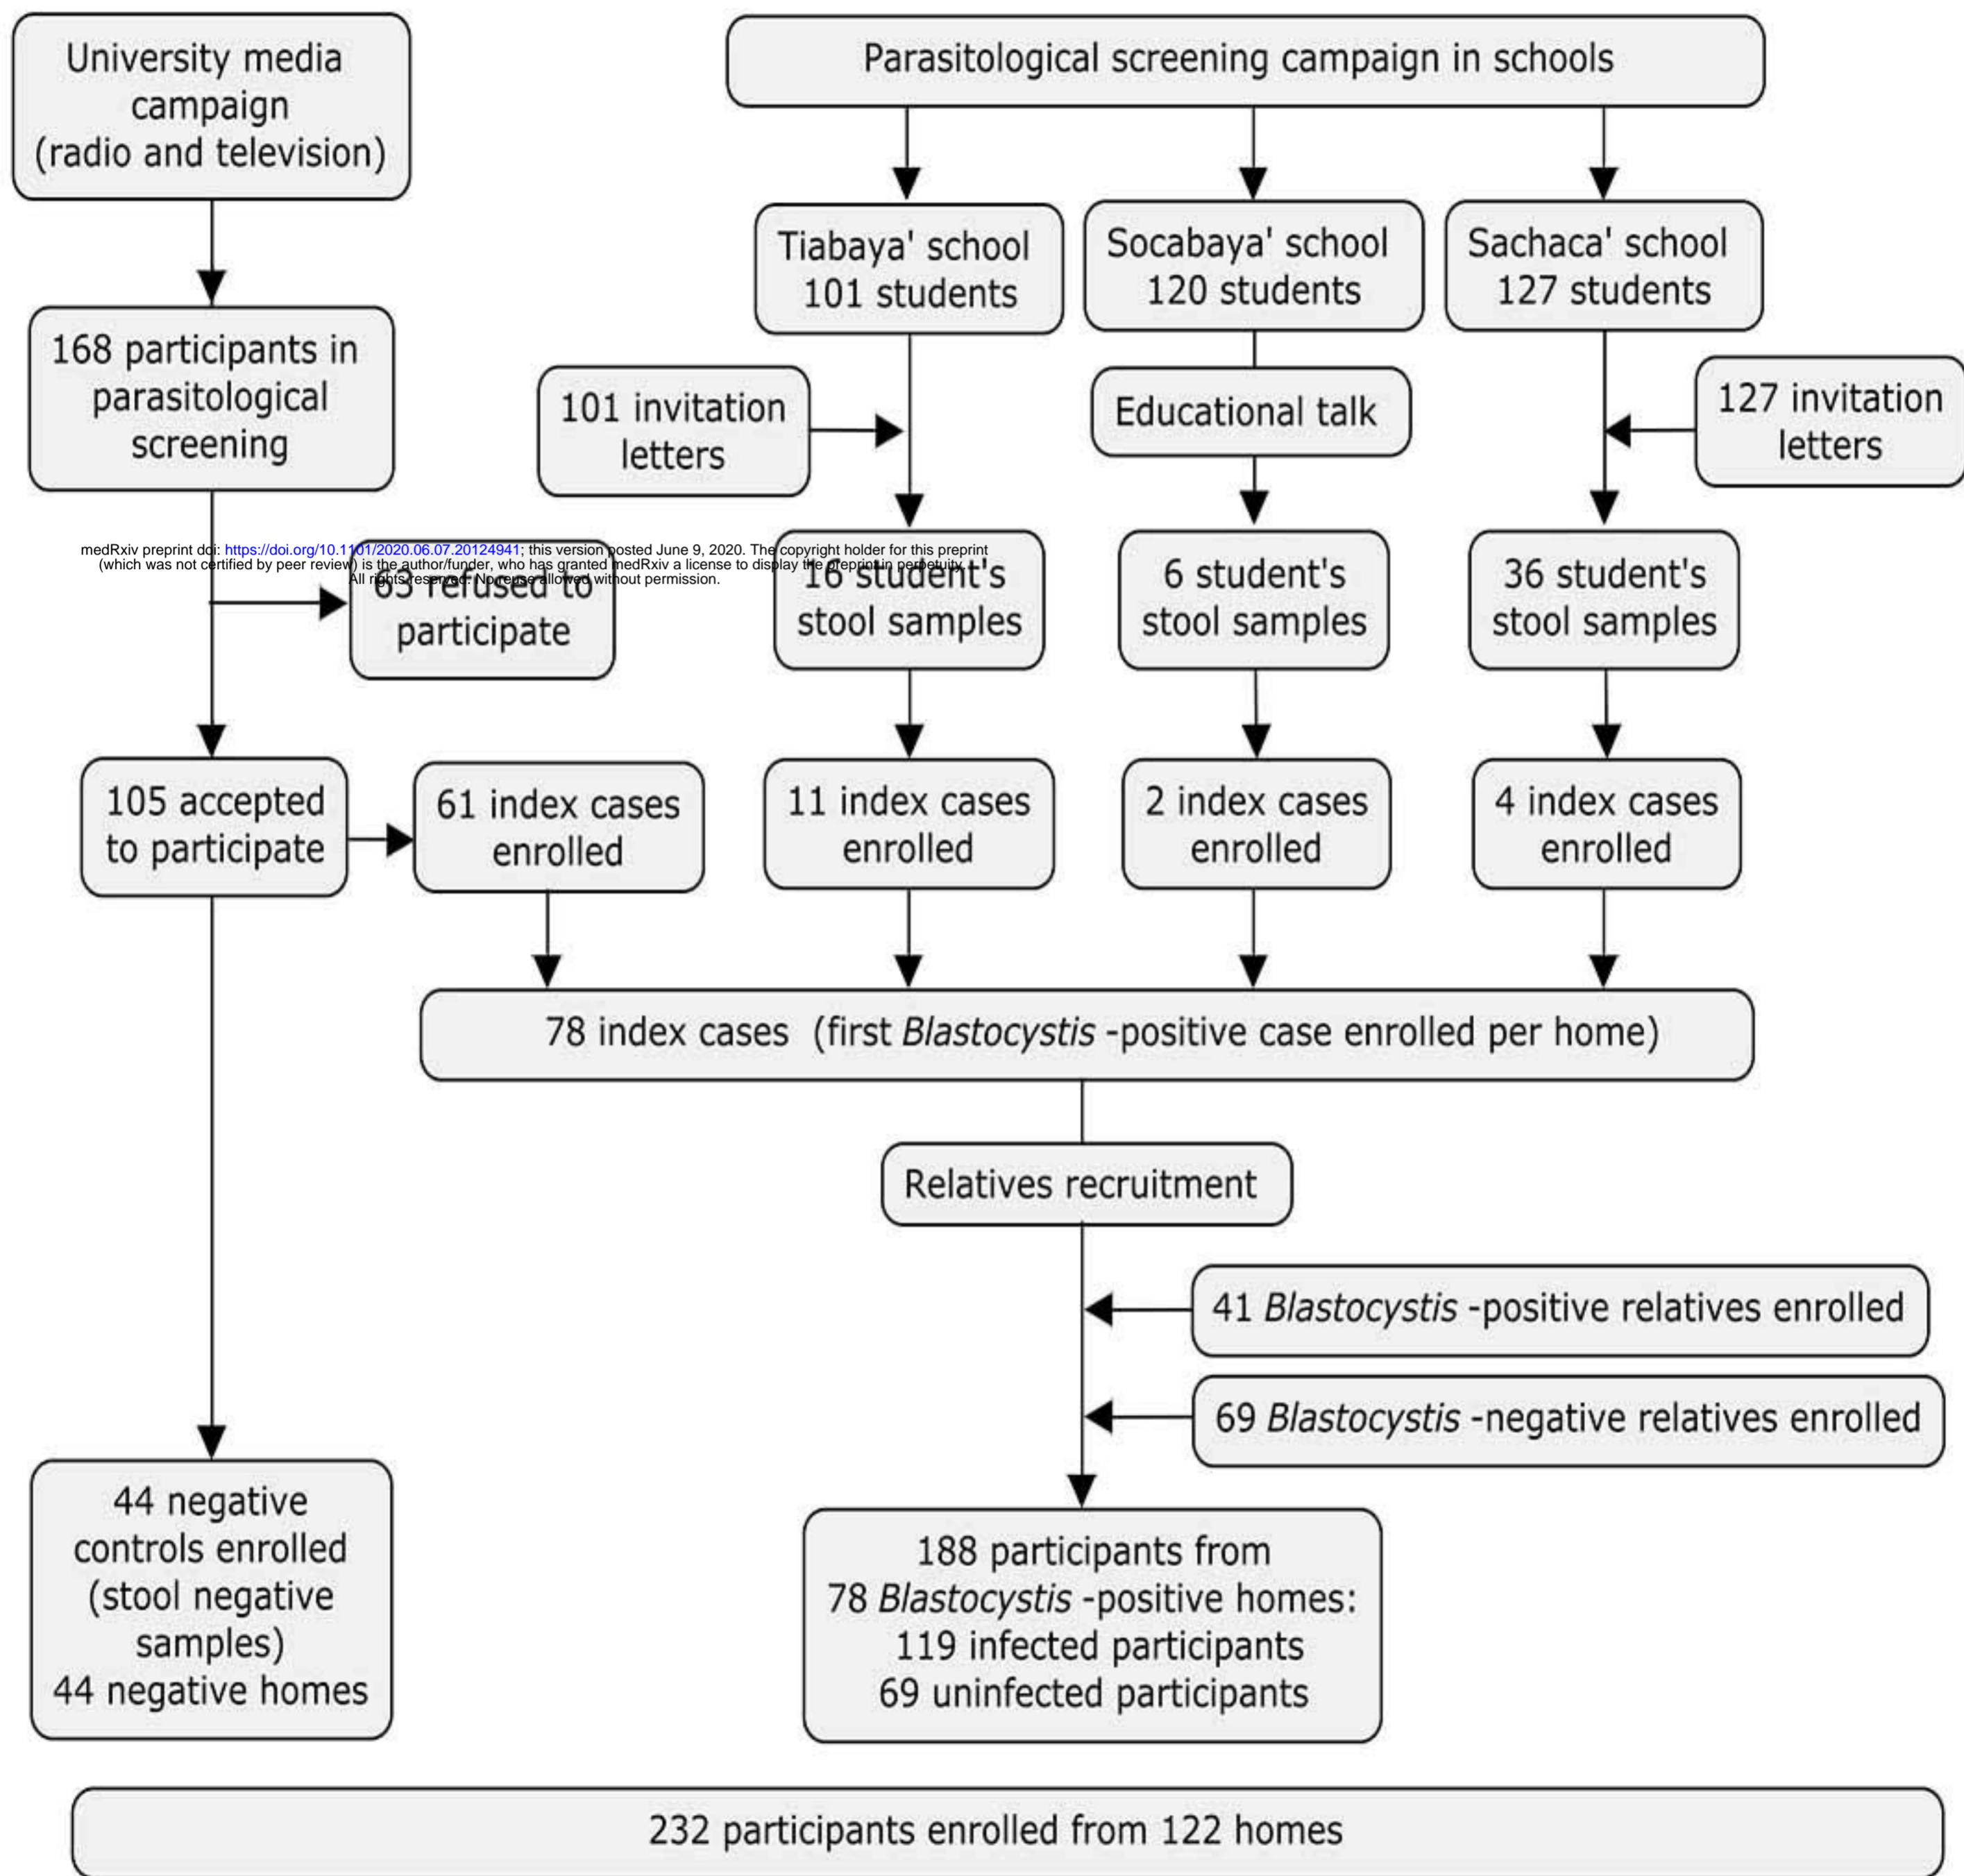 University media
campaign
(radio and television)
Parasitological screening campaign in schools
Tiabaya' school
101 students
Socabaya' school
120 students
Sachaca' school
127 students
168 participants in
parasitological
screening
101 invitation
letters
Educational talk
127 invitation
letters
medRxiv preprint doi: https://doi.org/10.1101/2020.06.07.20124941; this version posted June 9, 2020. The copyright holder for this preprint
(which was not certified by peer review) is the author/funder, who has granted medRxiv a license to display the preprint in perpetuity.
All rights reserved. No reuse allowed without permission.
63 refused to
participate
16 student's
stool samples
6 student's
stool samples
36 student's
stool samples
105 accepted
to participate
61 index cases
enrolled
11 index cases
enrolled
2 index cases
enrolled
4 index cases
enrolled
78 index cases (first Blastocystis -positive case enrolled per home)
Relatives recruitment
41 Blastocystis -positive relatives enrolled
69 Blastocystis -negative relatives enrolled
44 negative
controls enrolled
(stool negative
samples)
44 negative homes
188 participants from
78 Blastocystis -positive homes:
119 infected participants
69 uninfected participants
232 participants enrolled from 122 homes